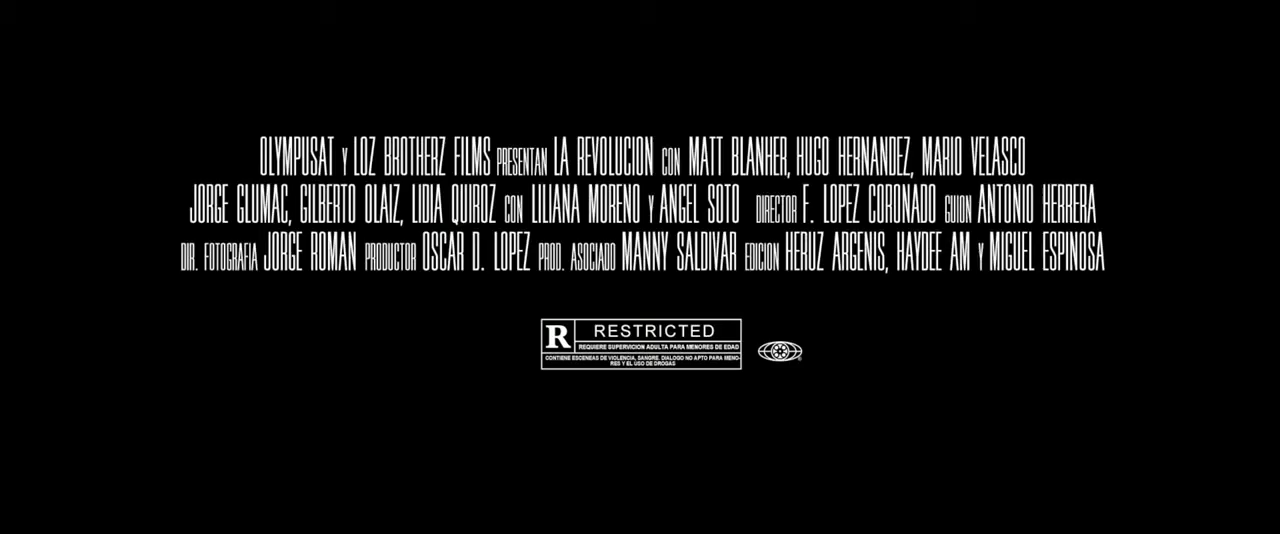 OLYMPUSAT Y LOZ BROTHERZ FILMS PRESENTAN LA REVOLUCION CON MATT BLANHER, HUGO HERNANDEZ, MARIO VELASCO
JORGE GLUMAC, GILBERTO OLAIZ, LIDIA QUIROZ CON LILIANA MORENO Y ANGEL SOTO DIRECTOR F. LOPEZ CORONADO GUION ANTONIO HERRERA
DIR. FOTOGRAFIA JORGE ROMAN PRODUCTOR OSCAR D. LOPEZ PROD. ASOCIADO MANNY SALDIVAR EDICION HERUZ ARGENIS, HAYDEE AM Y MIGUEL ESPINOSA
R RESTRICTED
REQUIERE SUPERVICION ADULTA PARA MENORES DE EDAD
CONTIENE ESCENEAS DE VIOLENCIA, SANGRE, DIALOGO NO APTO PARA MENO-
RES Y EL USO DE DROGAS